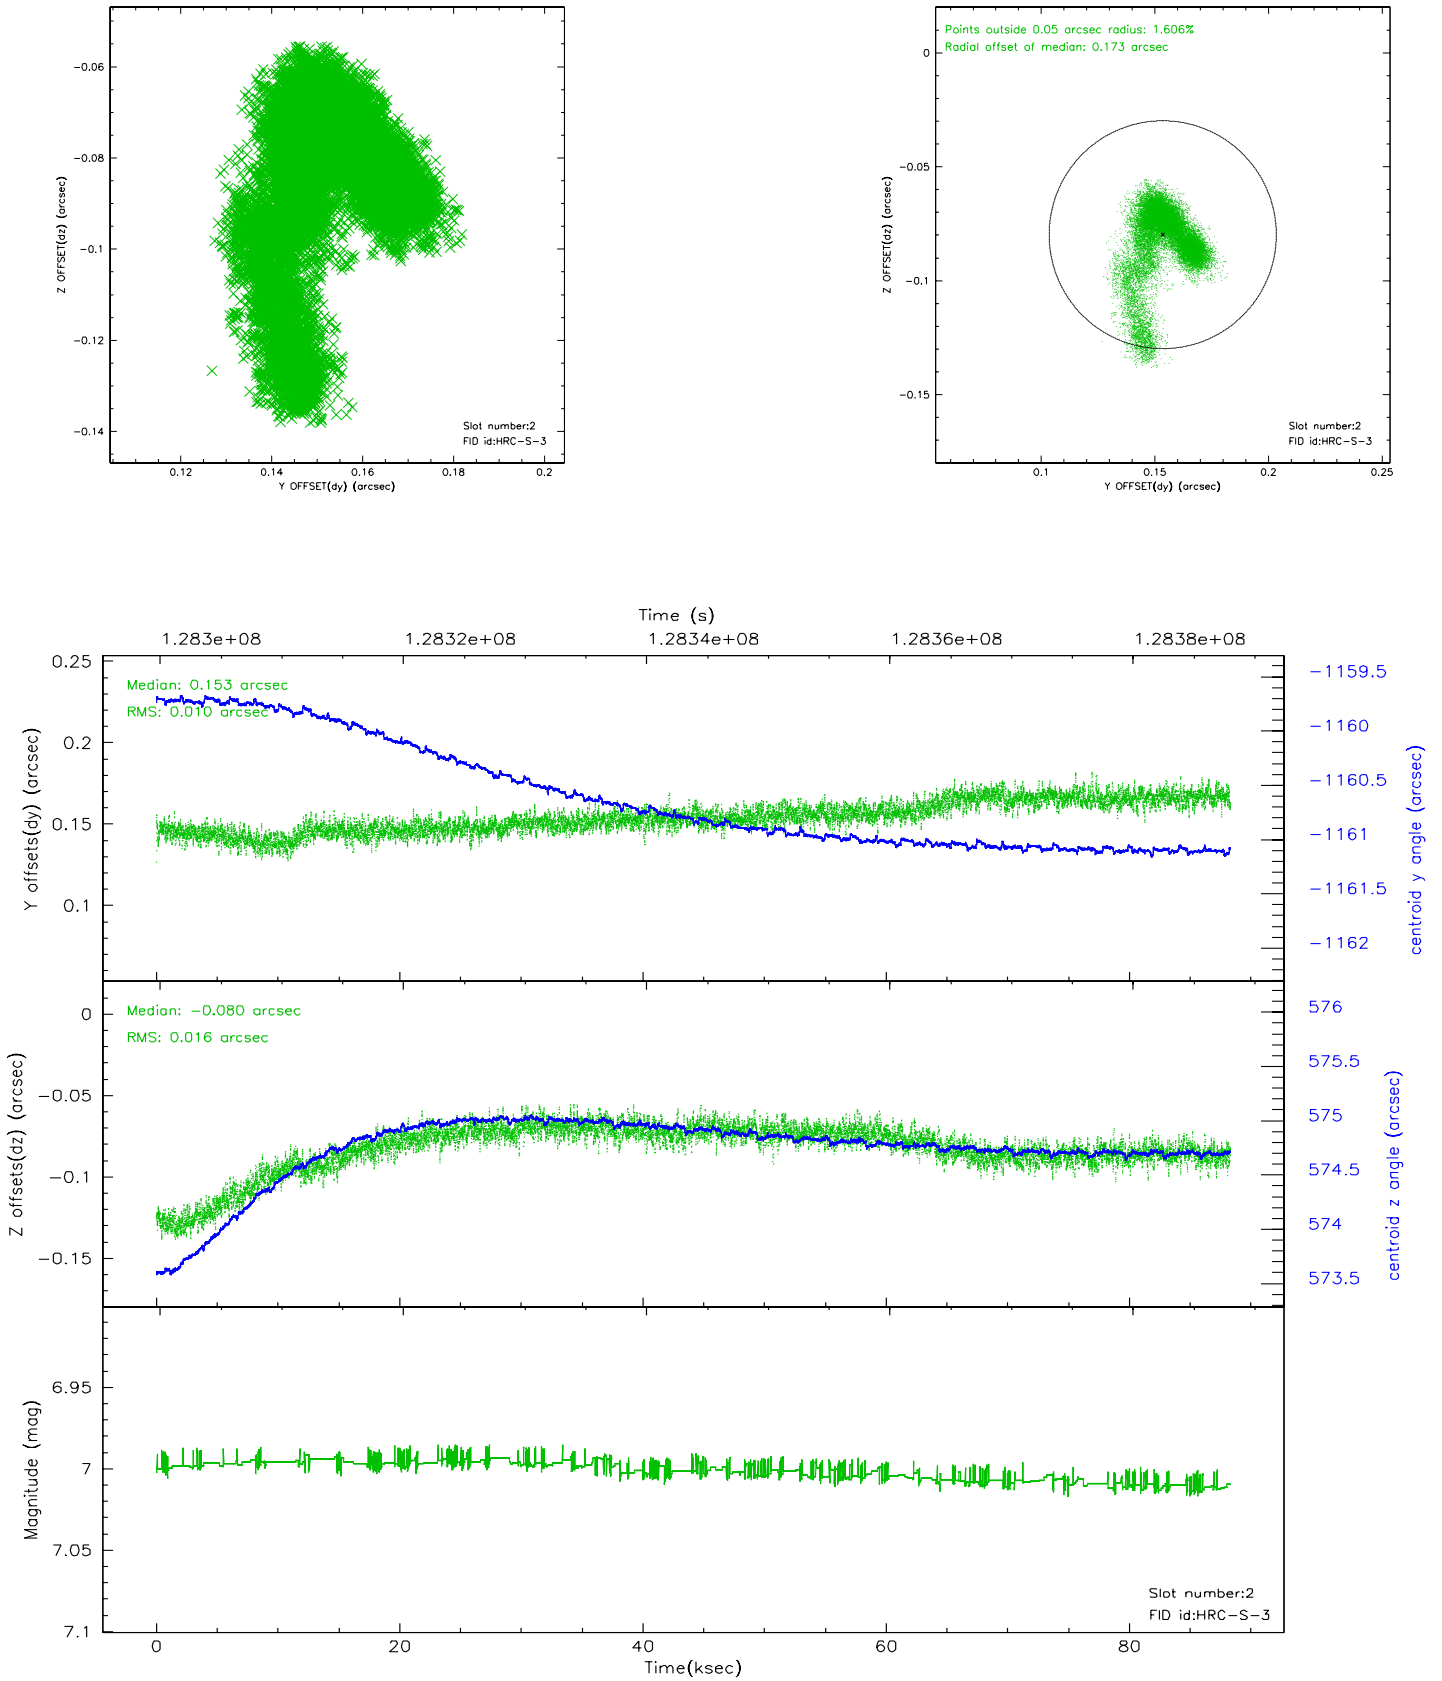 −0.06
−0.08
−0.1
−0.12
−0.14
Z OFFSET(dz) (arcsec)
Slot number:2
FID id:HRC−S−3
0.12 0.14 0.16 0.18 0.2
Y OFFSET(dy) (arcsec)
Points outside 0.05 arcsec radius: 1.606%
Radial offset of median: 0.173 arcsec
0
−0.05
−0.1
−0.15
Z OFFSET(dz) (arcsec)
Slot number:2
FID id:HRC−S−3
0.1 0.15 0.2 0.25
Y OFFSET(dy) (arcsec)
Time (s)
1.283e+08 1.2832e+08 1.2834e+08 1.2836e+08 1.2838e+08
0.25
0.2
0.15
0.1
Y offsets(dy) (arcsec)
Median: 0.153 arcsec
RMS: 0.010 arcsec
−1159.5
−1160
−1160.5
−1161
−1161.5
−1162
centroid y angle (arcsec)
0
−0.05
−0.1
−0.15
Z offsets(dz) (arcsec)
Median: −0.080 arcsec
RMS: 0.016 arcsec
576
575.5
575
574.5
574
573.5
centroid z angle (arcsec)
6.95
7
7.05
7.1
Magnitude (mag)
Slot number:2
FID id:HRC−S−3
0 20 40 60 80
Time(ksec)